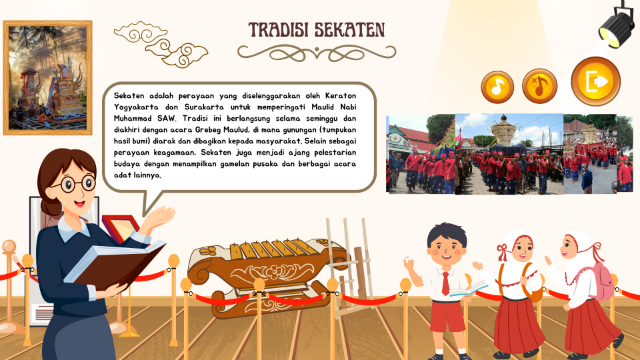 TRADISI SEKATEN
Sekaten adalah perayaan yang diselenggarakan oleh Keraton
Yogyakarta dan Surakarta untuk memperingati Maulid Nabi
Muhammad SAW. Tradisi ini berlangsung selama seminggu dan
diakhiri dengan acara Grebeg Maulud, di mana gunungan (tumpukan
hasil bumi) diarak dan dibagikan kepada masyarakat. Selain sebagai
perayaan keagamaan, Sekaten juga menjadi ajang pelestarian
budaya dengan menampilkan gamelan pusaka dan berbagai acara
adat lainnya.